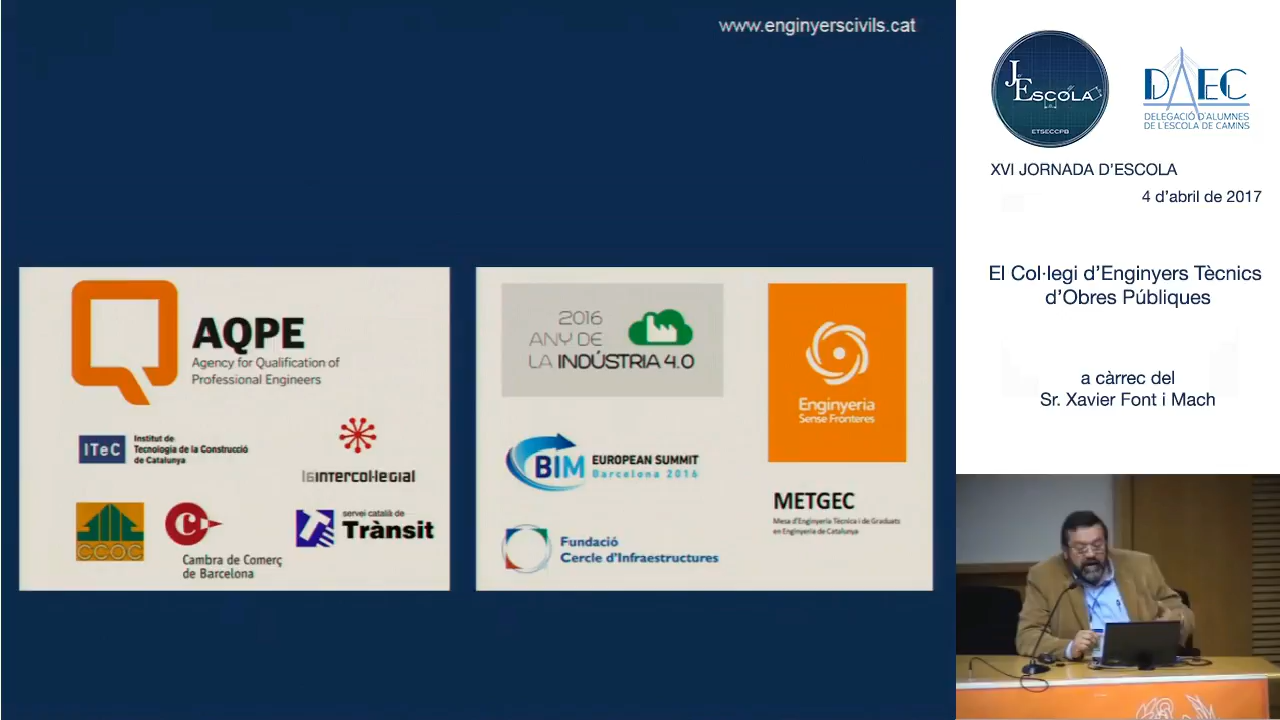 www.enginyerscivils.cat
AQPE
Agency for Qualification of
Professional Engineers
ITeC
Institut de
Tecnologia de la Construcció
de Catalunya
laintercol·legial
CCOC
Cambra de Comerç
de Barcelona
servei català de
Trànsit
2016
ANY DE
LA INDÚSTRIA 4.0
BIM
EUROPEAN SUMMIT
Barcelona 2016
Fundació
Cercle d'Infraestructures
Enginyeria
Sense Fronteres
METGEC
Mesa d'Enginyeria Tècnica i de Graduats
en Enginyeria de Catalunya
J
ESCOLA
ETSECCPB
DAEC
DELEGACIÓ D'ALUMNES
DE L'ESCOLA DE CAMINS
XVI JORNADA D'ESCOLA
4 d'abril de 2017
El Col·legi d'Enginyers Tècnics
d'Obres Públiques
a càrrec del
Sr. Xavier Font i Mach